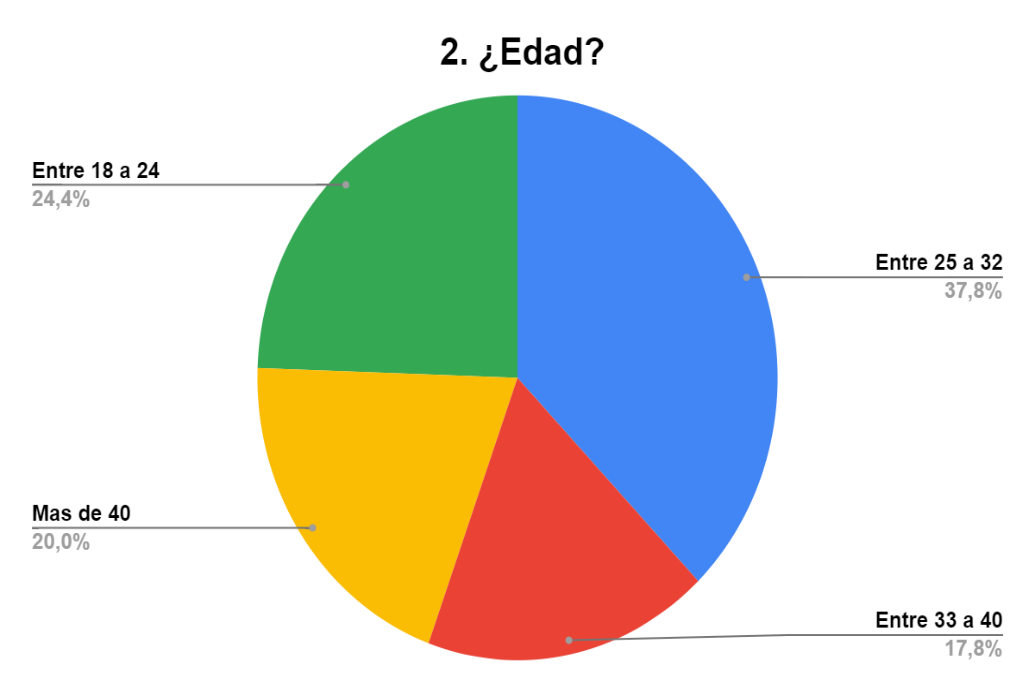 2. ¿Edad?
Entre 18 a 24
24,4%
Entre 25 a 32
37,8%
Mas de 40
20,0%
Entre 33 a 40
17,8%